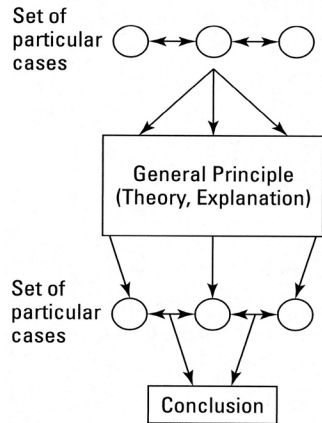 Set of
particular
cases
General Principle
(Theory, Explanation)
Set of
particular
cases
Conclusion